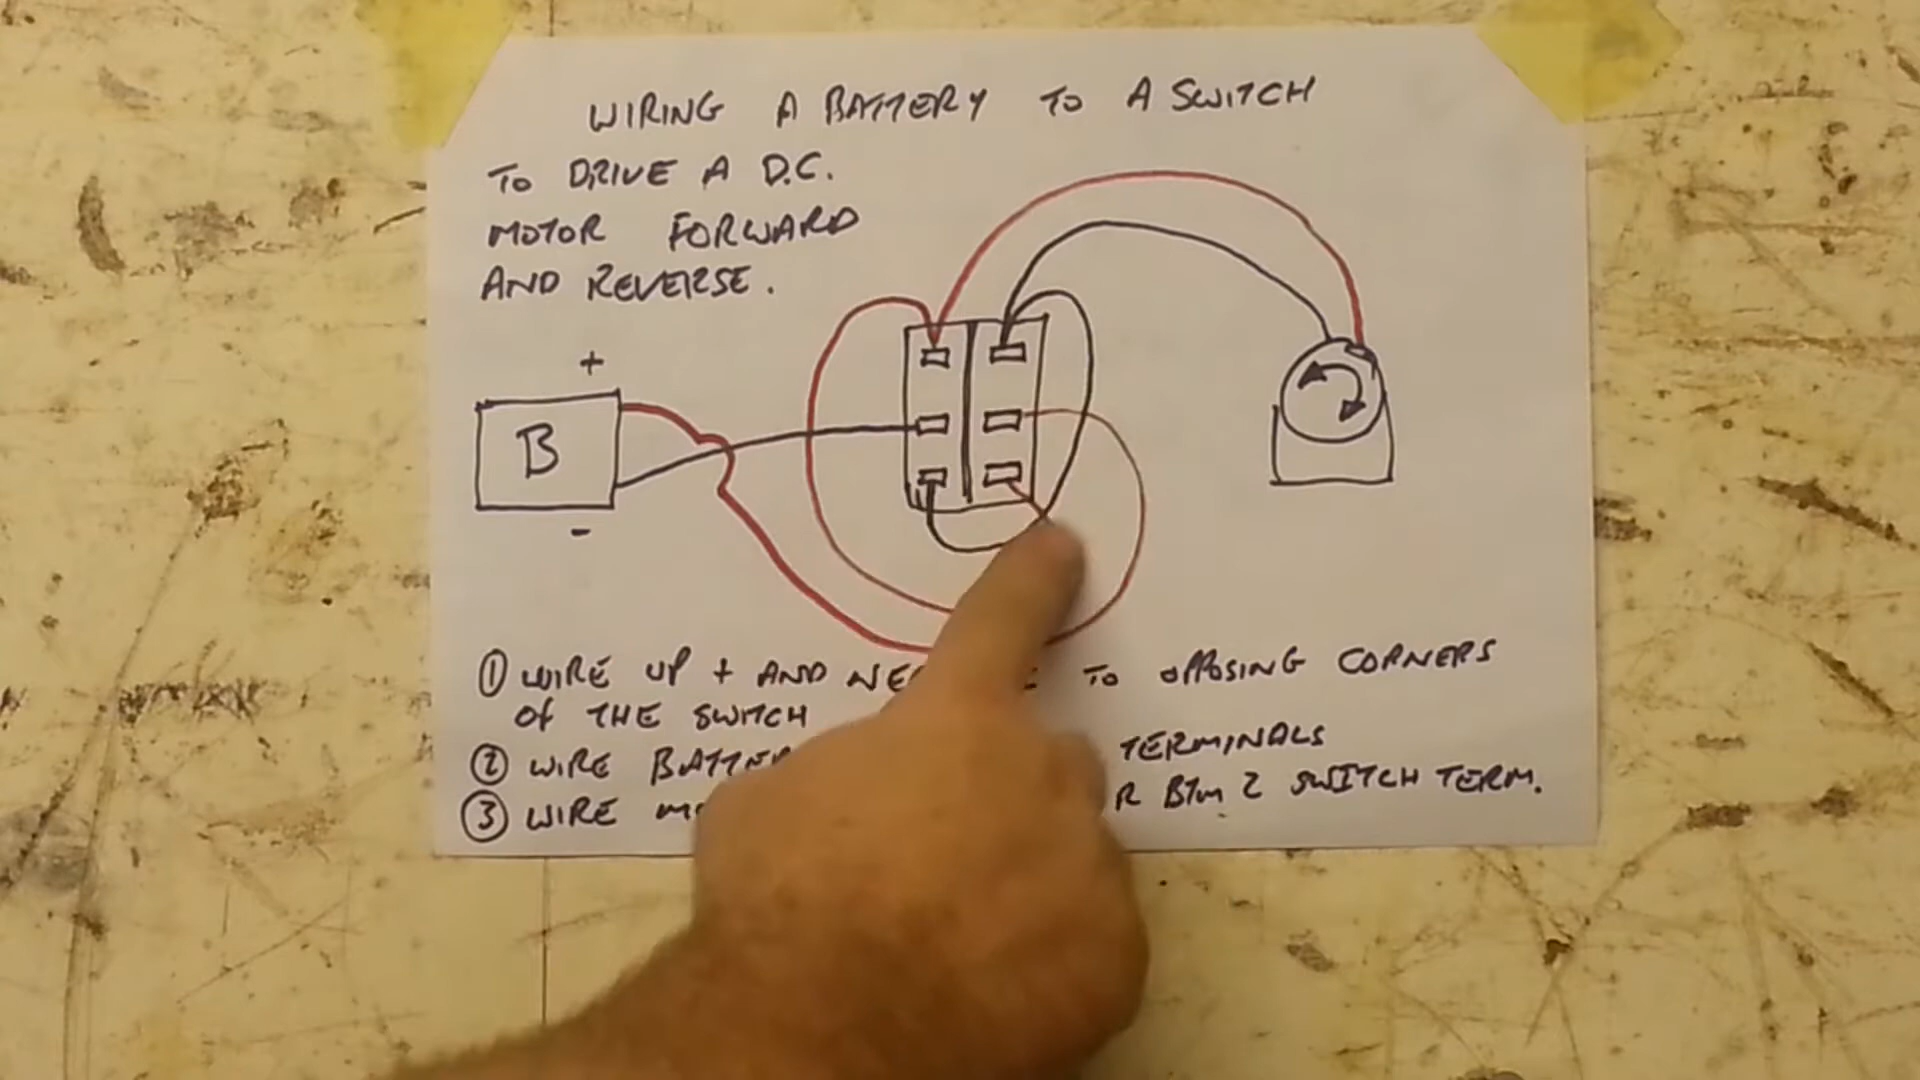 WIRING A BATTERY TO A SWITCH
TO DRIVE A D.C.
MOTOR FORWARD
AND REVERSE.
+
B
-
① WIRE UP + AND TO OPPOSING CORNERS
Of THE SWITCH
② WIRE TERMINALS
③ WIRE BTM 2 SWITCH TERM.